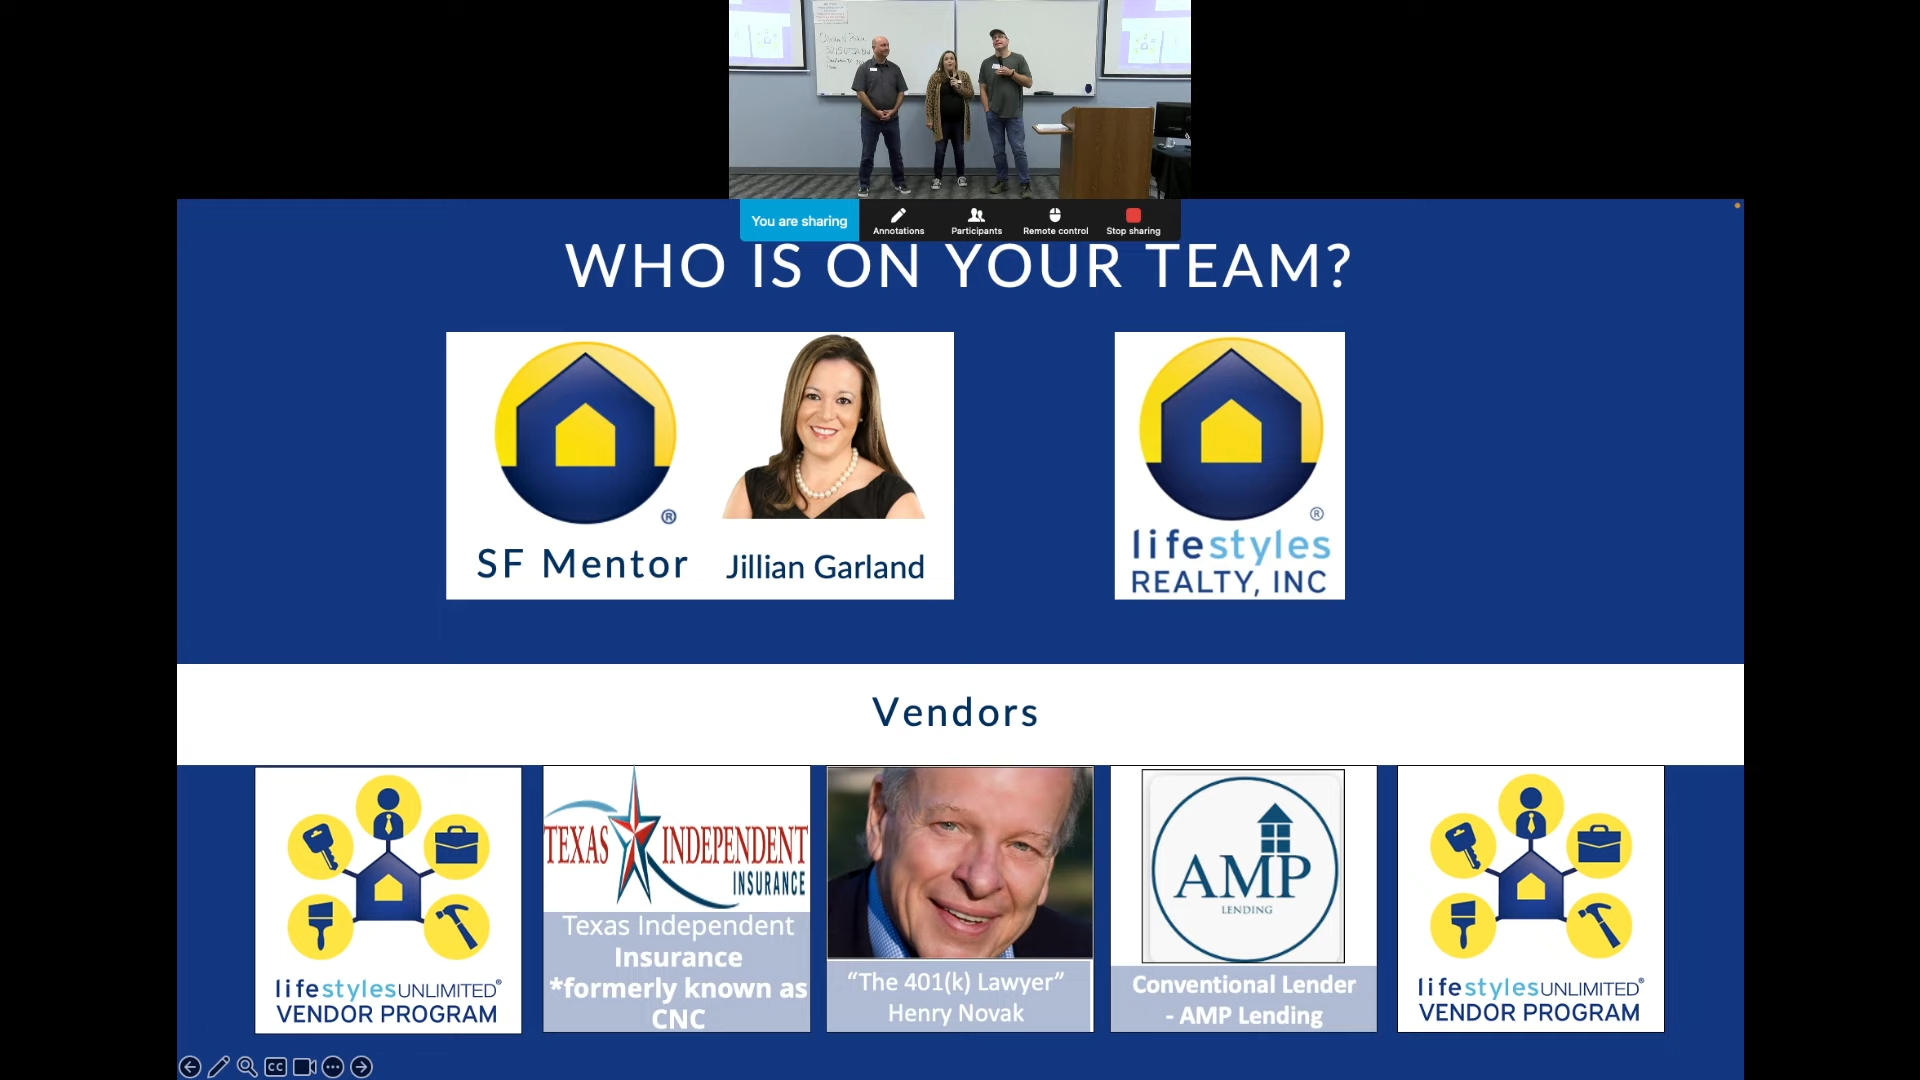 You are sharing
Annotations
Participants
Remote control
Stop sharing
WHO IS ON YOUR TEAM?
®
SF Mentor
Jillian Garland
®
lifestyles
REALTY, INC
Vendors
lifestylesUNLIMITED®
VENDOR PROGRAM
TEXAS INDEPENDENT
INSURANCE
Texas Independent
Insurance
*formerly known as
CNC
“The 401(k) Lawyer”
Henry Novak
AMP
LENDING
Conventional Lender
- AMP Lending
lifestylesUNLIMITED®
VENDOR PROGRAM
CC